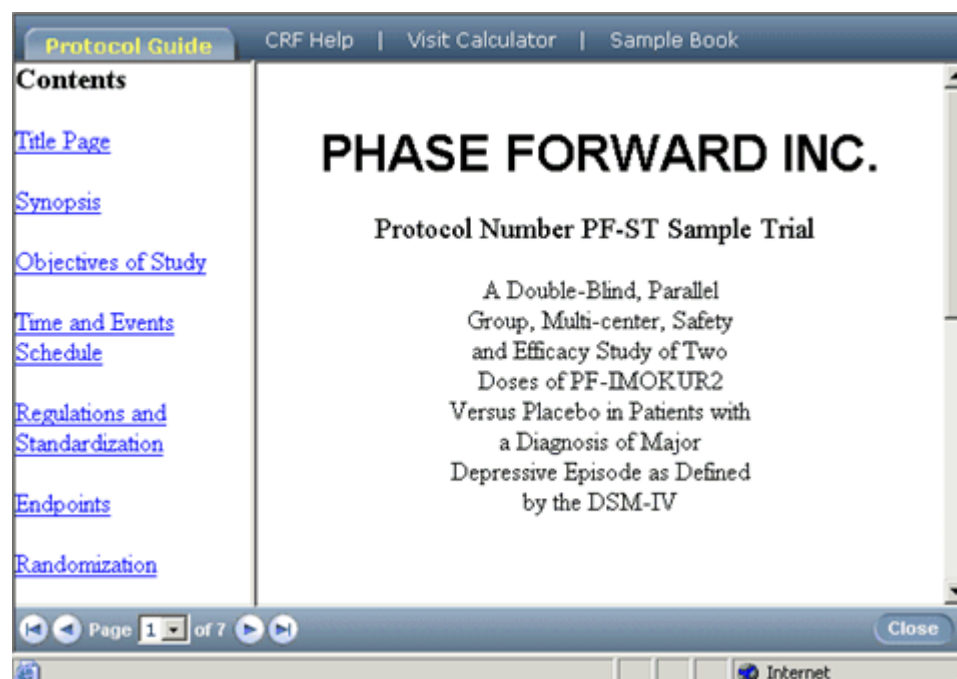 Protocol Guide CRF Help | Visit Calculator | Sample Book
Contents
Title Page
Synopsis
Objectives of Study
Time and Events
Schedule
Regulations and
Standardization
Endpoints
Randomization
PHASE FORWARD INC.
Protocol Number PF-ST Sample Trial
A Double-Blind, Parallel
Group, Multi-center, Safety
and Efficacy Study of Two
Doses of PF-IMOKUR2
Versus Placebo in Patients with
a Diagnosis of Major
Depressive Episode as Defined
by the DSM-IV
Page 1 of 7 Close
Internet